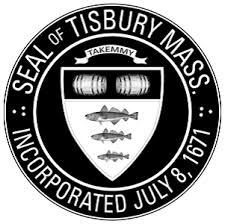 SEAL OF TISBURY MASS.
TAKEMMY
INCORPORATED JULY 8, 1671